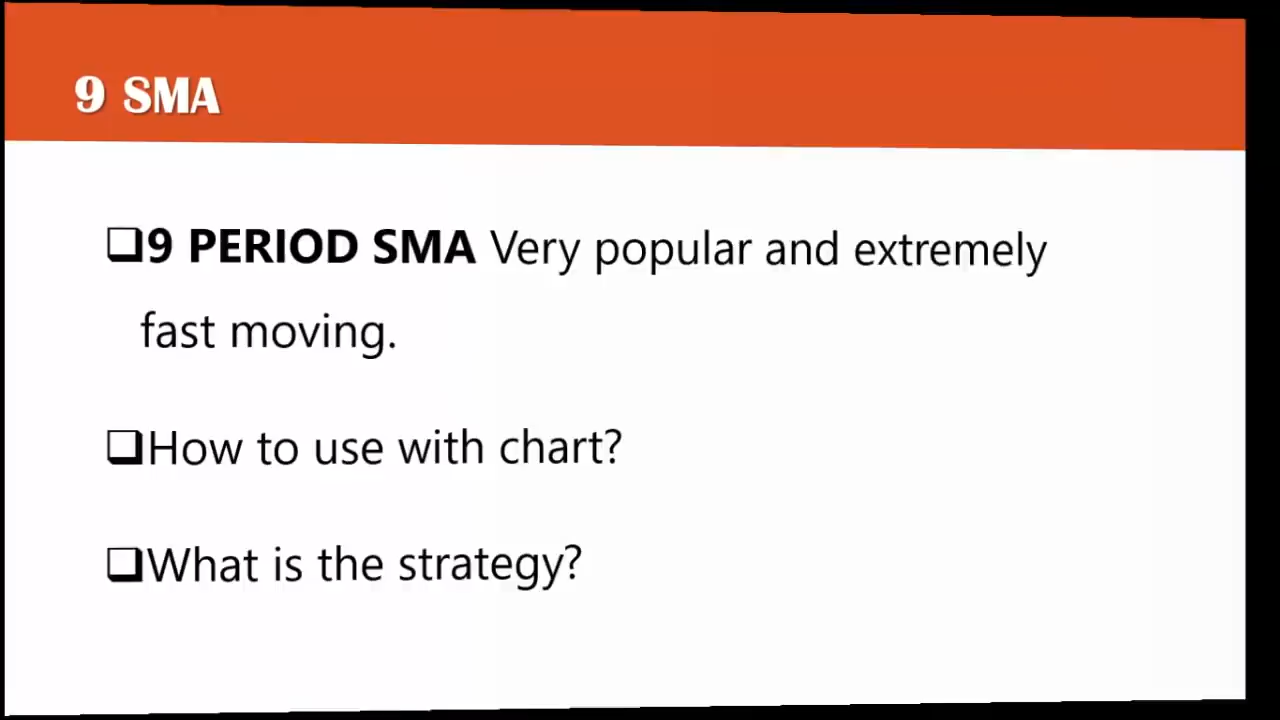 9 SMA
❑9 PERIOD SMA Very popular and extremely
fast moving.
❑How to use with chart?
❑What is the strategy?